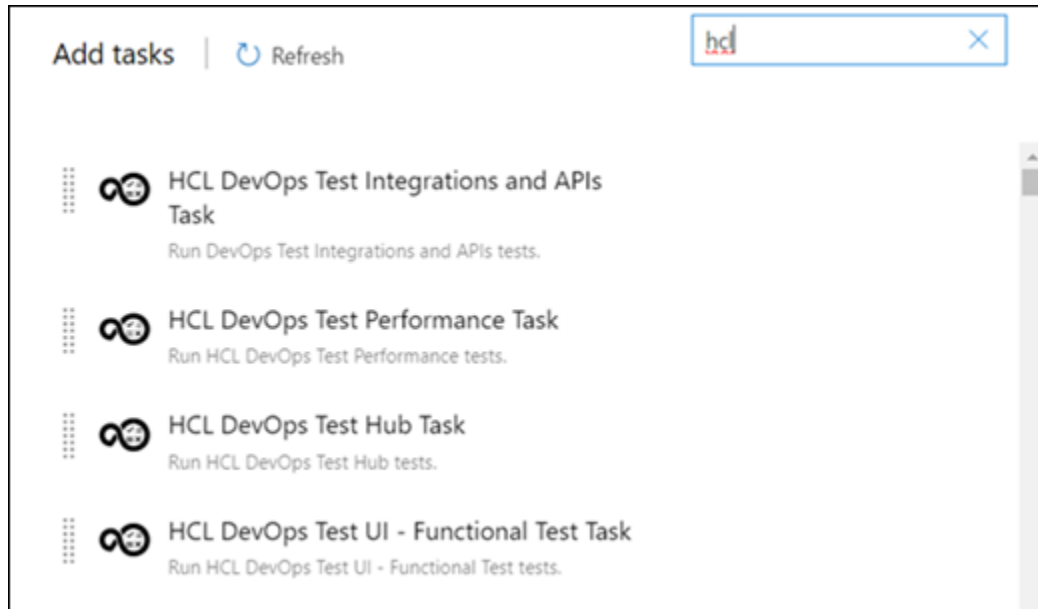 Add tasks
Refresh
hcl
HCL DevOps Test Integrations and APIs
Task
Run DevOps Test Integrations and APIs tests.
HCL DevOps Test Performance Task
Run HCL DevOps Test Performance tests.
HCL DevOps Test Hub Task
Run HCL DevOps Test Hub tests.
HCL DevOps Test UI - Functional Test Task
Run HCL DevOps Test UI - Functional Test tests.